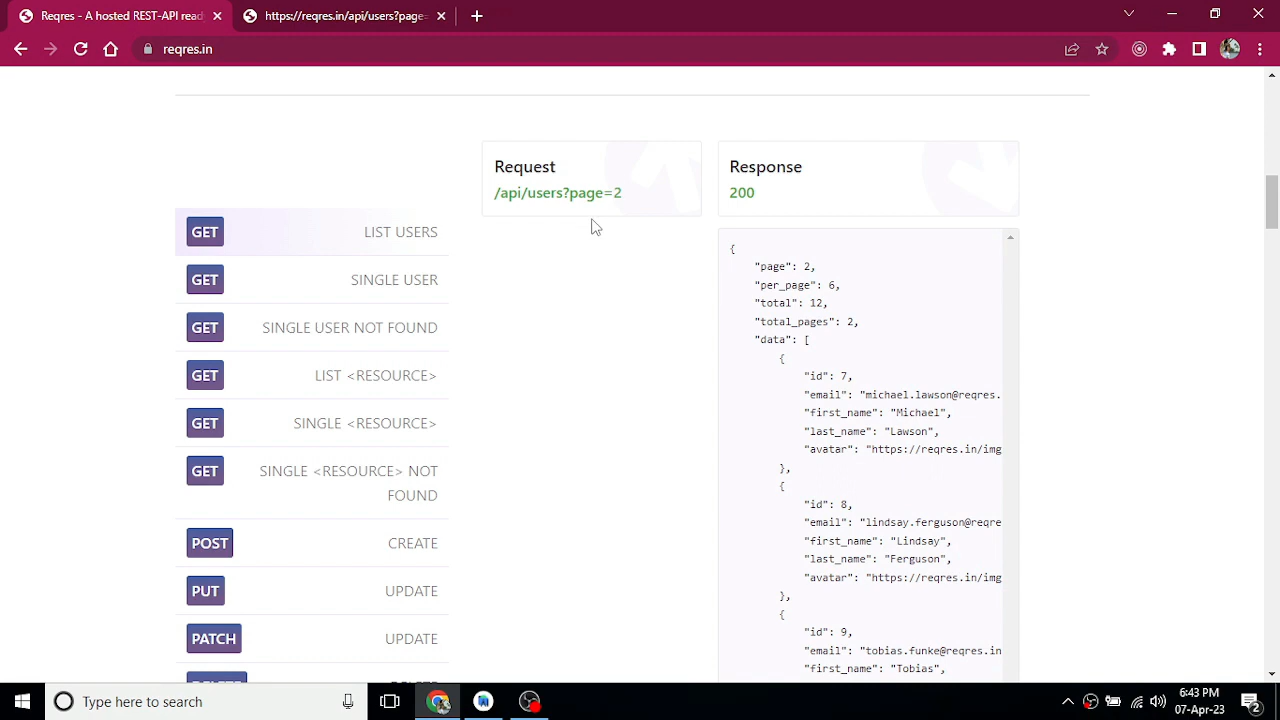 Reqres - A hosted REST-API read
https://reqres.in/api/users?page=
reqres.in
Request
/api/users?page=2
Response
200
GET LIST USERS
GET SINGLE USER
GET SINGLE USER NOT FOUND
GET LIST <RESOURCE>
GET SINGLE <RESOURCE>
GET SINGLE <RESOURCE> NOT
FOUND
POST CREATE
PUT UPDATE
PATCH UPDATE
DELETE DELETE
{
"page": 2,
"per_page": 6,
"total": 12,
"total_pages": 2,
"data": [
{
"id": 7,
"email": "michael.lawson@reqres.
"first_name": "Michael",
"last_name": "Lawson",
"avatar": "https://reqres.in/img
},
{
"id": 8,
"email": "lindsay.ferguson@reqre
"first_name": "Lindsay",
"last_name": "Ferguson",
"avatar": "https://reqres.in/img
},
{
"id": 9,
"email": "tobias.funke@reqres.in
"first_name": "Tobias",
Type here to search
6:43 PM
07-Apr-23
2